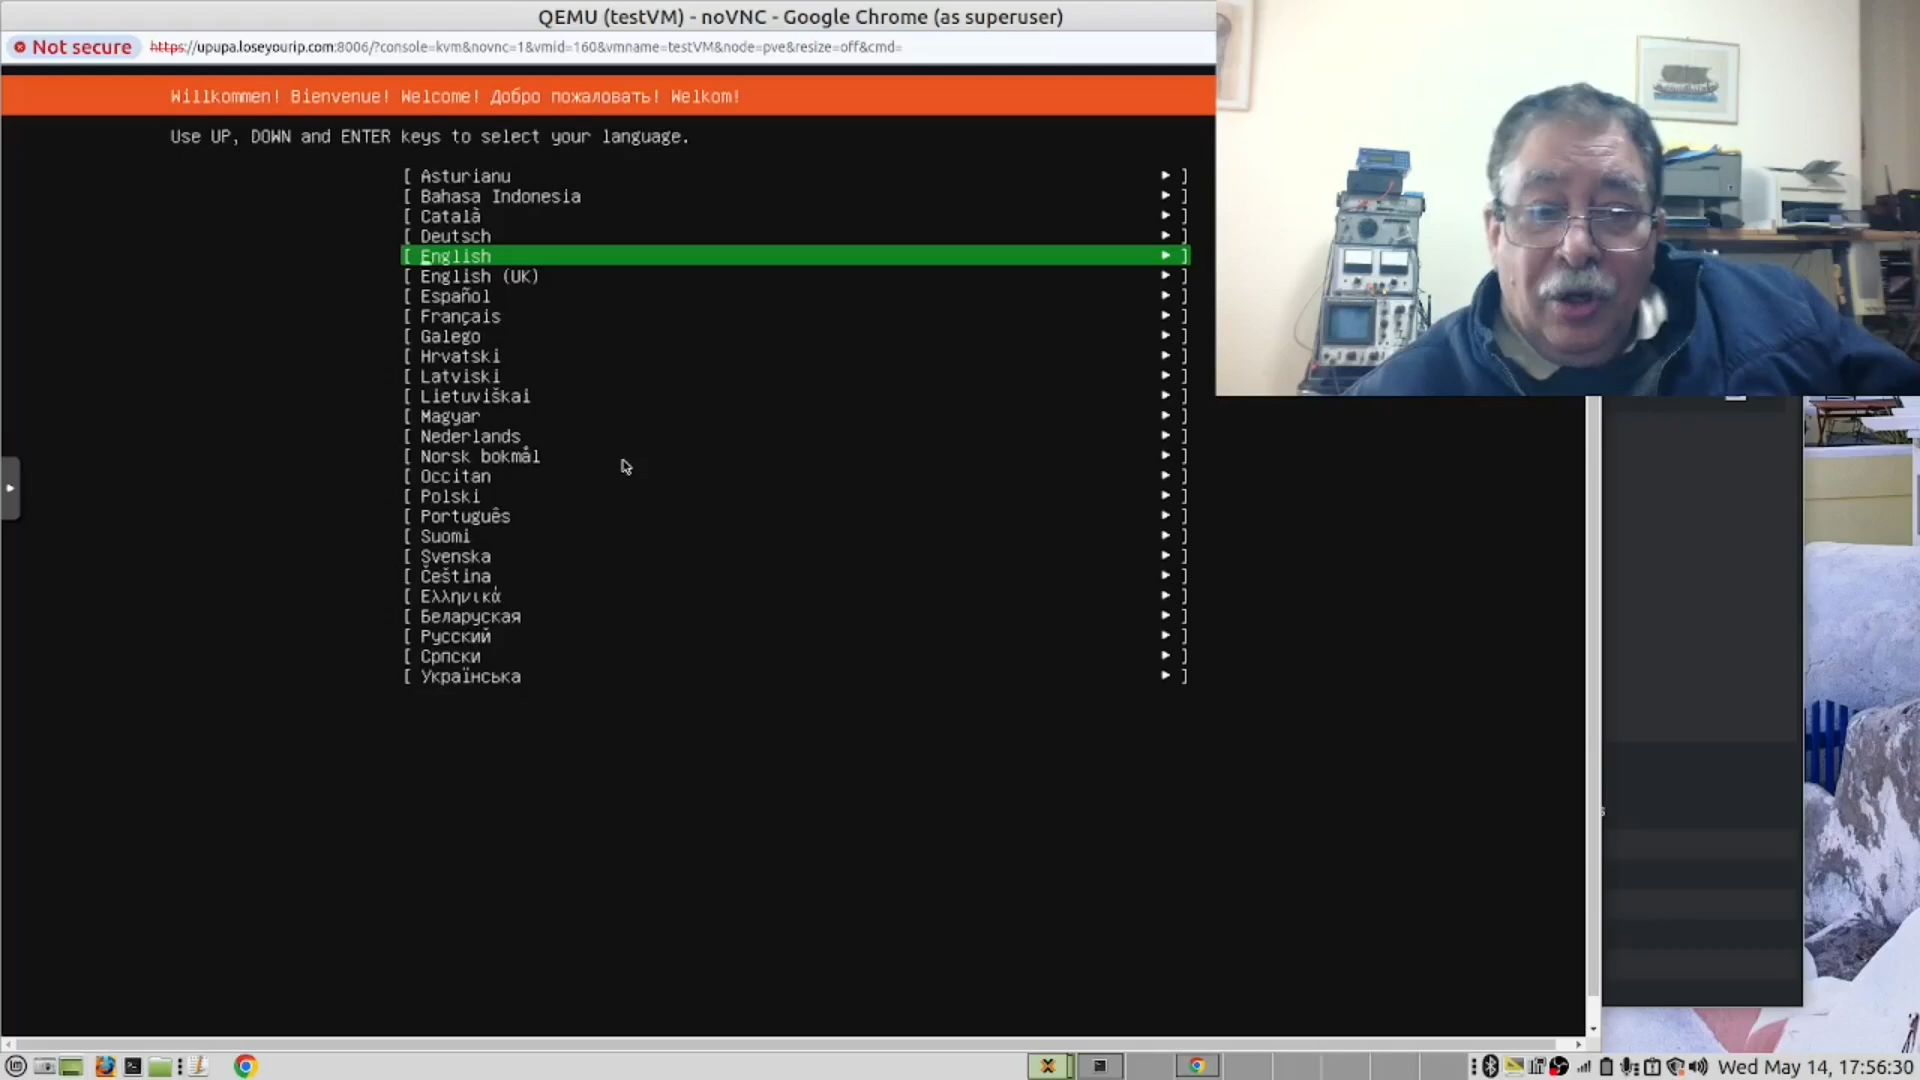 QEMU (testVM) - noVNC - Google Chrome (as superuser)
Not secure https://upupa.loseyourip.com:8006/?console=kvm&novnc=1&vmid=160&vmname=testVM&node=pve&resize=off&cmd=
Willkommen! Bienvenue! Welcome! Добро пожаловать! Welkom!
Use UP, DOWN and ENTER keys to select your language.
[ Asturianu ► ]
[ Bahasa Indonesia ► ]
[ Català ► ]
[ Deutsch ► ]
[ English ► ]
[ English (UK) ► ]
[ Español ► ]
[ Français ► ]
[ Galego ► ]
[ Hrvatski ► ]
[ Latviski ► ]
[ Lietuviškai ► ]
[ Magyar ► ]
[ Nederlands ► ]
[ Norsk bokmål ► ]
[ Occitan ► ]
[ Polski ► ]
[ Português ► ]
[ Suomi ► ]
[ Svenska ► ]
[ Čeština ► ]
[ Ελληνικά ► ]
[ Беларуская ► ]
[ Русский ► ]
[ Српски ► ]
[ Українська ► ]
Wed May 14, 17:56:30